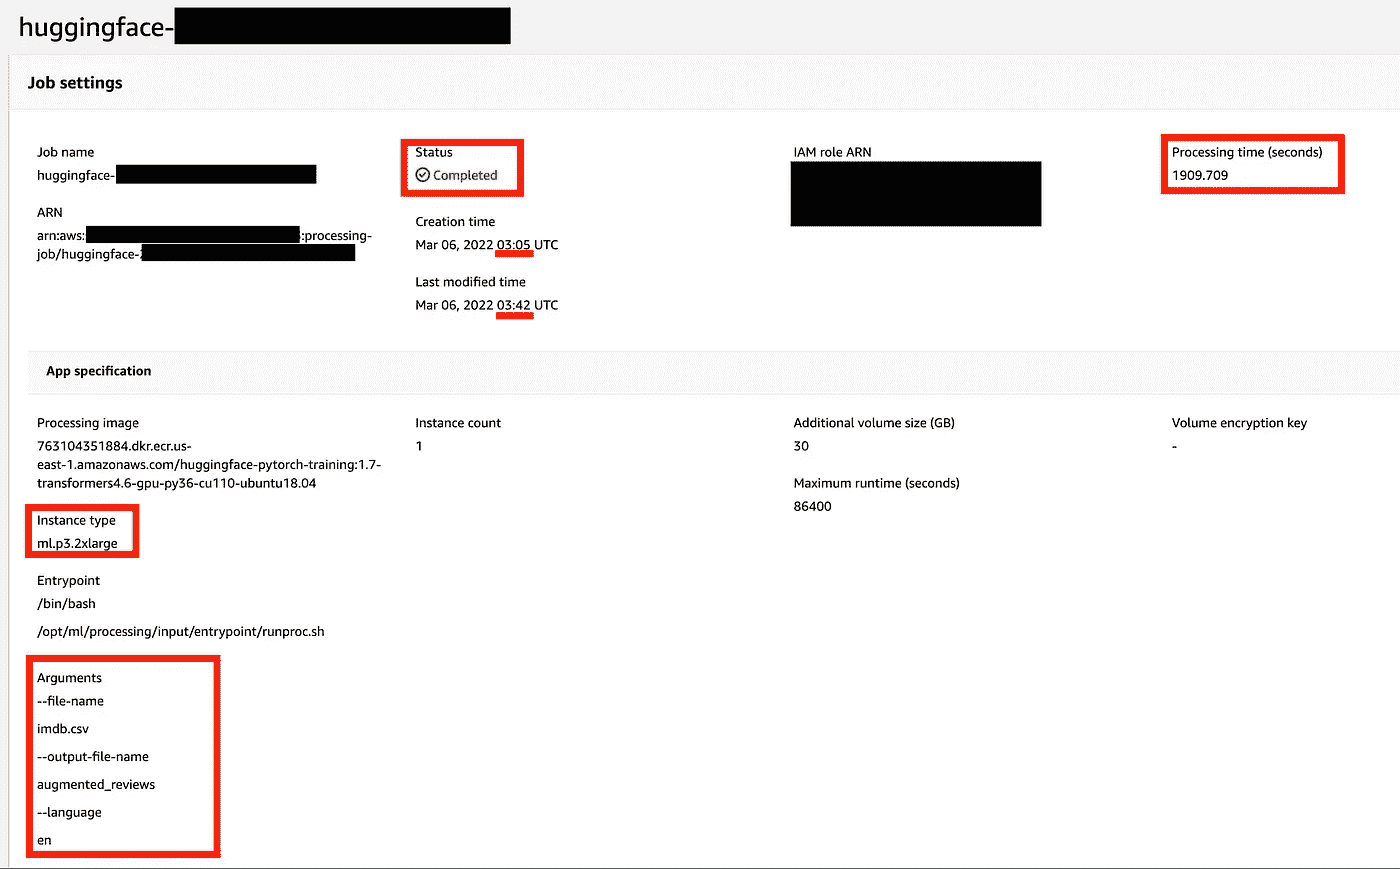 huggingface-
Job settings
Job name
huggingface-
ARN
arn:aws: :processing-
job/huggingface-
Status
Completed
Creation time
Mar 06, 2022 03:05 UTC
Last modified time
Mar 06, 2022 03:42 UTC
IAM role ARN
Processing time (seconds)
1909.709
App specification
Processing image
763104351884.dkr.ecr.us-
east-1.amazonaws.com/huggingface-pytorch-training:1.7-
transformers4.6-gpu-py36-cu110-ubuntu18.04
Instance type
ml.p3.2xlarge
Entrypoint
/bin/bash
/opt/ml/processing/input/entrypoint/runproc.sh
Arguments
--file-name
imdb.csv
--output-file-name
augmented_reviews
--language
en
Instance count
1
Additional volume size (GB)
30
Maximum runtime (seconds)
86400
Volume encryption key
-